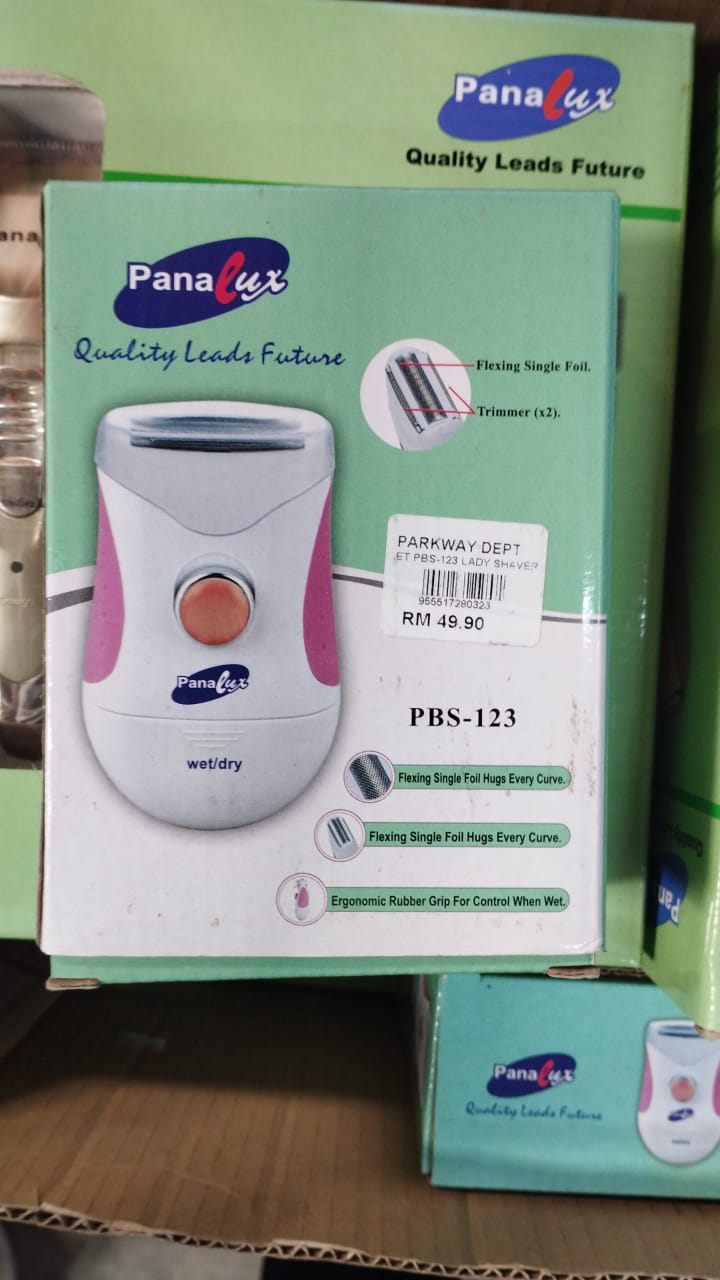 PanaLux
Quality Leads Future
PanaLux
Quality Leads Future
Flexing Single Foil.
Trimmer (x2).
PARKWAY DEPT
ET PBS-123 LADY SHAVER
955517280323
RM 49.90
PanaLux
wet/dry
PBS-123
Flexing Single Foil Hugs Every Curve.
Flexing Single Foil Hugs Every Curve.
Ergonomic Rubber Grip For Control When Wet.
PanaLux
Quality Leads Future